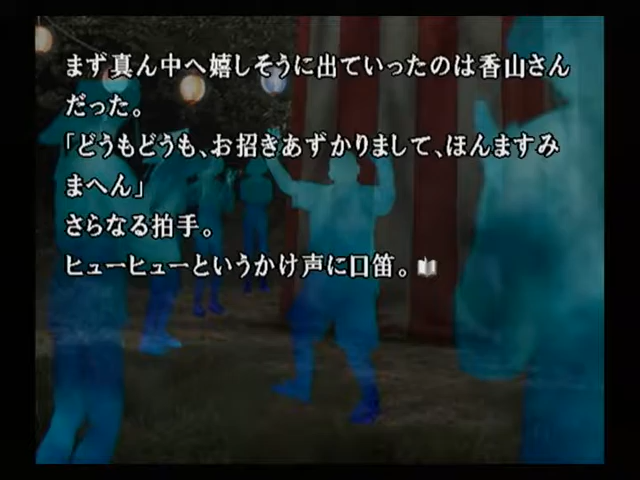 まず真ん中へ嬉しそうに出ていったのは香山さん
だった。
「どうもどうも、お招きあずかりまして、ほんますみ
まへん」
さらなる拍手。
ヒューヒューというかけ声に口笛。